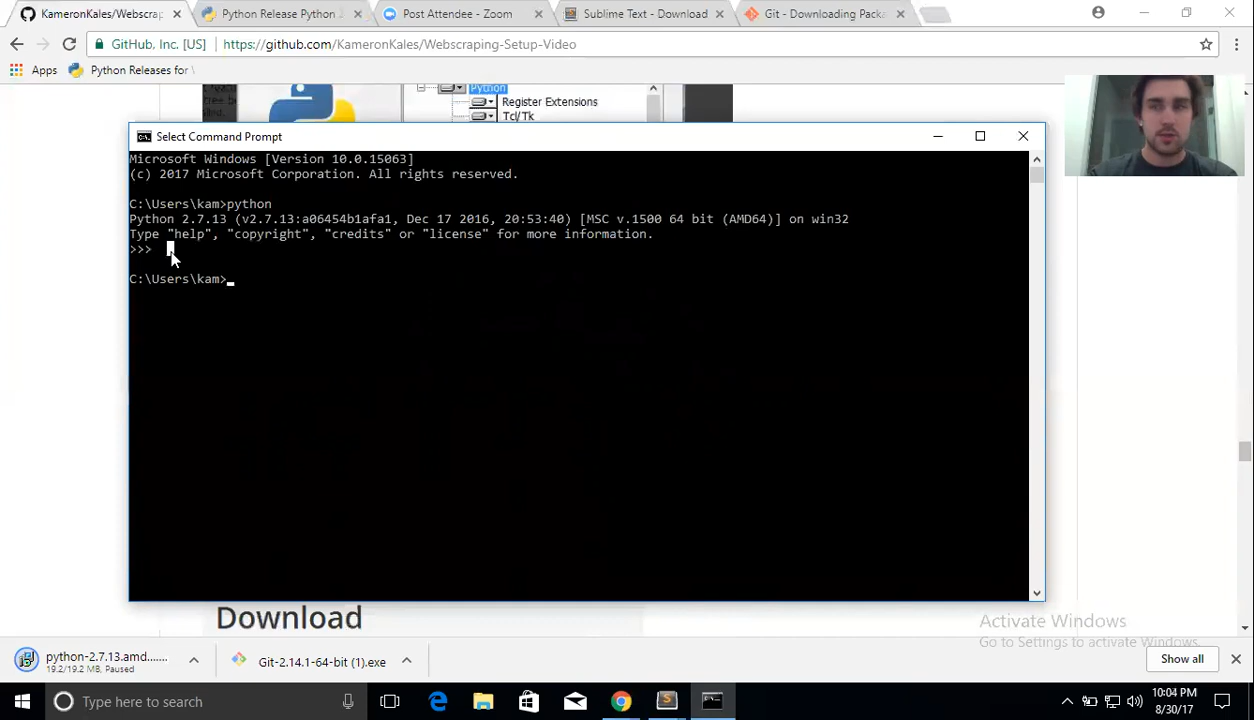 KameronKales/Webscrap
Python Release Python
Post Attendee - Zoom
Sublime Text - Download
Git - Downloading Packa
GitHub, Inc. [US]
https://github.com/KameronKales/Webscraping-Setup-Video
Apps
Python Releases for
Python
Register Extensions
Tcl/Tk
Select Command Prompt
Microsoft Windows [Version 10.0.15063]
(c) 2017 Microsoft Corporation. All rights reserved.
C:\Users\kam>python
Python 2.7.13 (v2.7.13:a06454b1afa1, Dec 17 2016, 20:53:40) [MSC v.1500 64 bit (AMD64)] on win32
Type "help", "copyright", "credits" or "license" for more information.
>>>
C:\Users\kam>
Download
Activate Windows
Go to Settings to activate Windows.
python-2.7.13.amd.......
19.2/19.2 MB, Paused
Git-2.14.1-64-bit (1).exe
Show all
Type here to search
10:04 PM
8/30/17